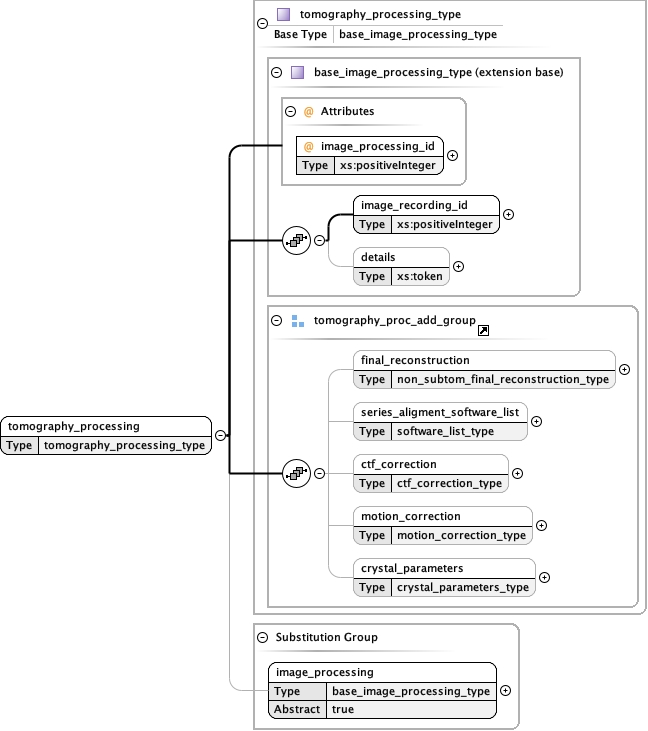 tomography_processing_type
Base Type base_image_processing_type
base_image_processing_type (extension base)
@ Attributes
@ image_processing_id
Type xs:positiveInteger
image_recording_id
Type xs:positiveInteger
details
Type xs:token
tomography_proc_add_group
final_reconstruction
Type non_subtom_final_reconstruction_type
series_aligment_software_list
Type software_list_type
tomography_processing
Type tomography_processing_type
ctf_correction
Type ctf_correction_type
motion_correction
Type motion_correction_type
crystal_parameters
Type crystal_parameters_type
Substitution Group
image_processing
Type base_image_processing_type
Abstract true